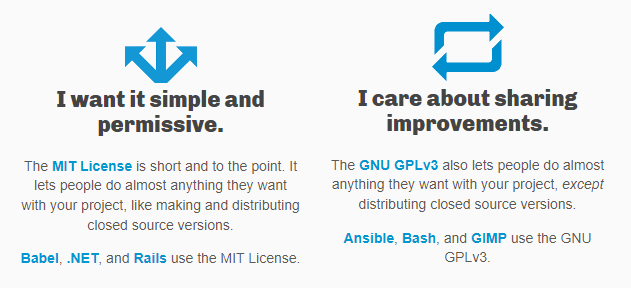 I want it simple and
permissive.
The MIT License is short and to the point. It
lets people do almost anything they want
with your project, like making and distributing
closed source versions.
Babel, .NET, and Rails use the MIT License.
I care about sharing
improvements.
The GNU GPLv3 also lets people do almost
anything they want with your project, except
distributing closed source versions.
Ansible, Bash, and GIMP use the GNU
GPLv3.